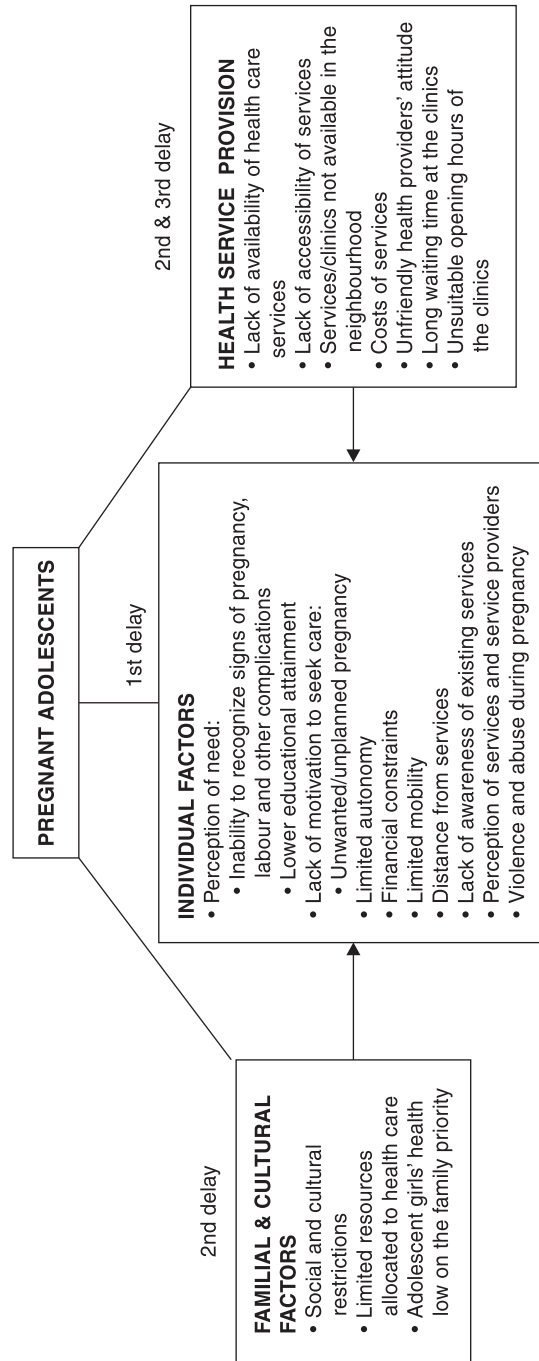 PREGNANT ADOLESCENTS
2nd delay
1st delay
2nd & 3rd delay
FAMILIAL & CULTURAL
FACTORS
• Social and cultural
restrictions
• Limited resources
allocated to health care
• Adolescent girls' health
low on the family priority
INDIVIDUAL FACTORS
• Perception of need:
• Inability to recognize signs of pregnancy,
labour and other complications
• Lower educational attainment
• Lack of motivation to seek care:
• Unwanted/unplanned pregnancy
• Limited autonomy
• Financial constraints
• Limited mobility
• Distance from services
• Lack of awareness of existing services
• Perception of services and service providers
• Violence and abuse during pregnancy
HEALTH SERVICE PROVISION
• Lack of availability of health care
services
• Lack of accessibility of services
• Services/clinics not available in the
neighbourhood
• Costs of services
• Unfriendly health providers' attitude
• Long waiting time at the clinics
• Unsuitable opening hours of
the clinics